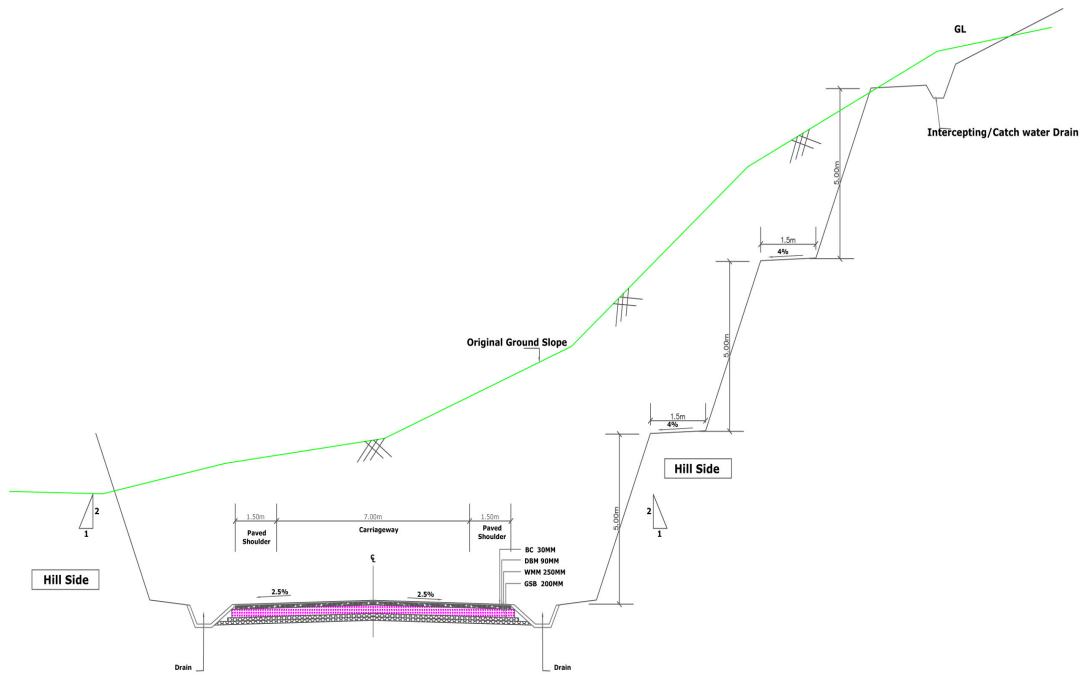 GL
Intercepting/Catch water Drain
5.00m
1.5m
4%
5.00m
Original Ground Slope
1.5m
4%
Hill Side
5.00m
2
1
2
1
1.50m
7.00m
1.50m
Paved
Shoulder
Carriageway
Paved
Shoulder
BC 30MM
DBM 90MM
WMM 250MM
GSB 200MM
℄
Hill Side
2.5%
2.5%
Drain
Drain